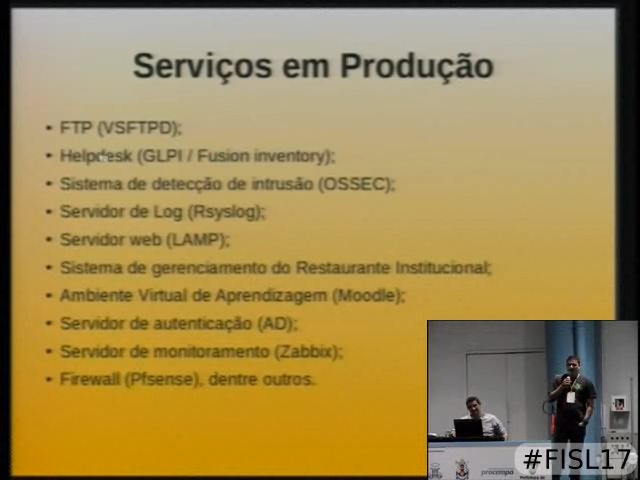 Serviços em Produção
• FTP (VSFTPD);
• Helpdesk (GLPI / Fusion inventory);
• Sistema de detecção de intrusão (OSSEC);
• Servidor de Log (Rsyslog);
• Servidor web (LAMP);
• Sistema de gerenciamento do Restaurante Institucional;
• Ambiente Virtual de Aprendizagem (Moodle);
• Servidor de autenticação (AD);
• Servidor de monitoramento (Zabbix);
• Firewall (Pfsense), dentre outros.
procempa
#FISL17